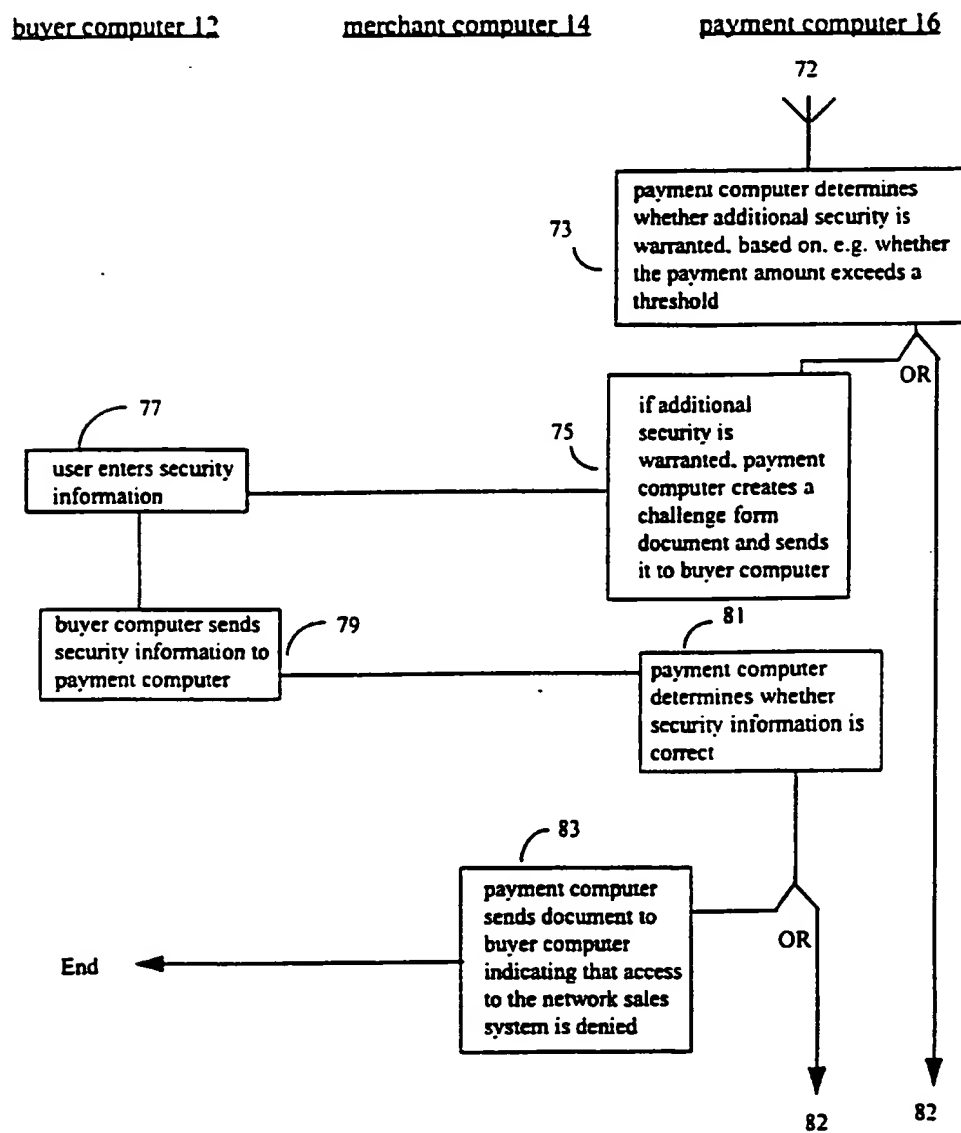 buyer computer 12 merchant computer 14 payment computer 16
72
payment computer determines
whether additional security is
warranted, based on, e.g. whether
the payment amount exceeds a
threshold
73
OR
if additional
security is
warranted, payment
computer creates a
challenge form
document and sends
it to buyer computer
75
77
user enters security
information
buyer computer sends
security information to
payment computer
79
81
payment computer
determines whether
security information is
correct
83
payment computer
sends document to
buyer computer
indicating that access
to the network sales
system is denied
OR
End
82
82